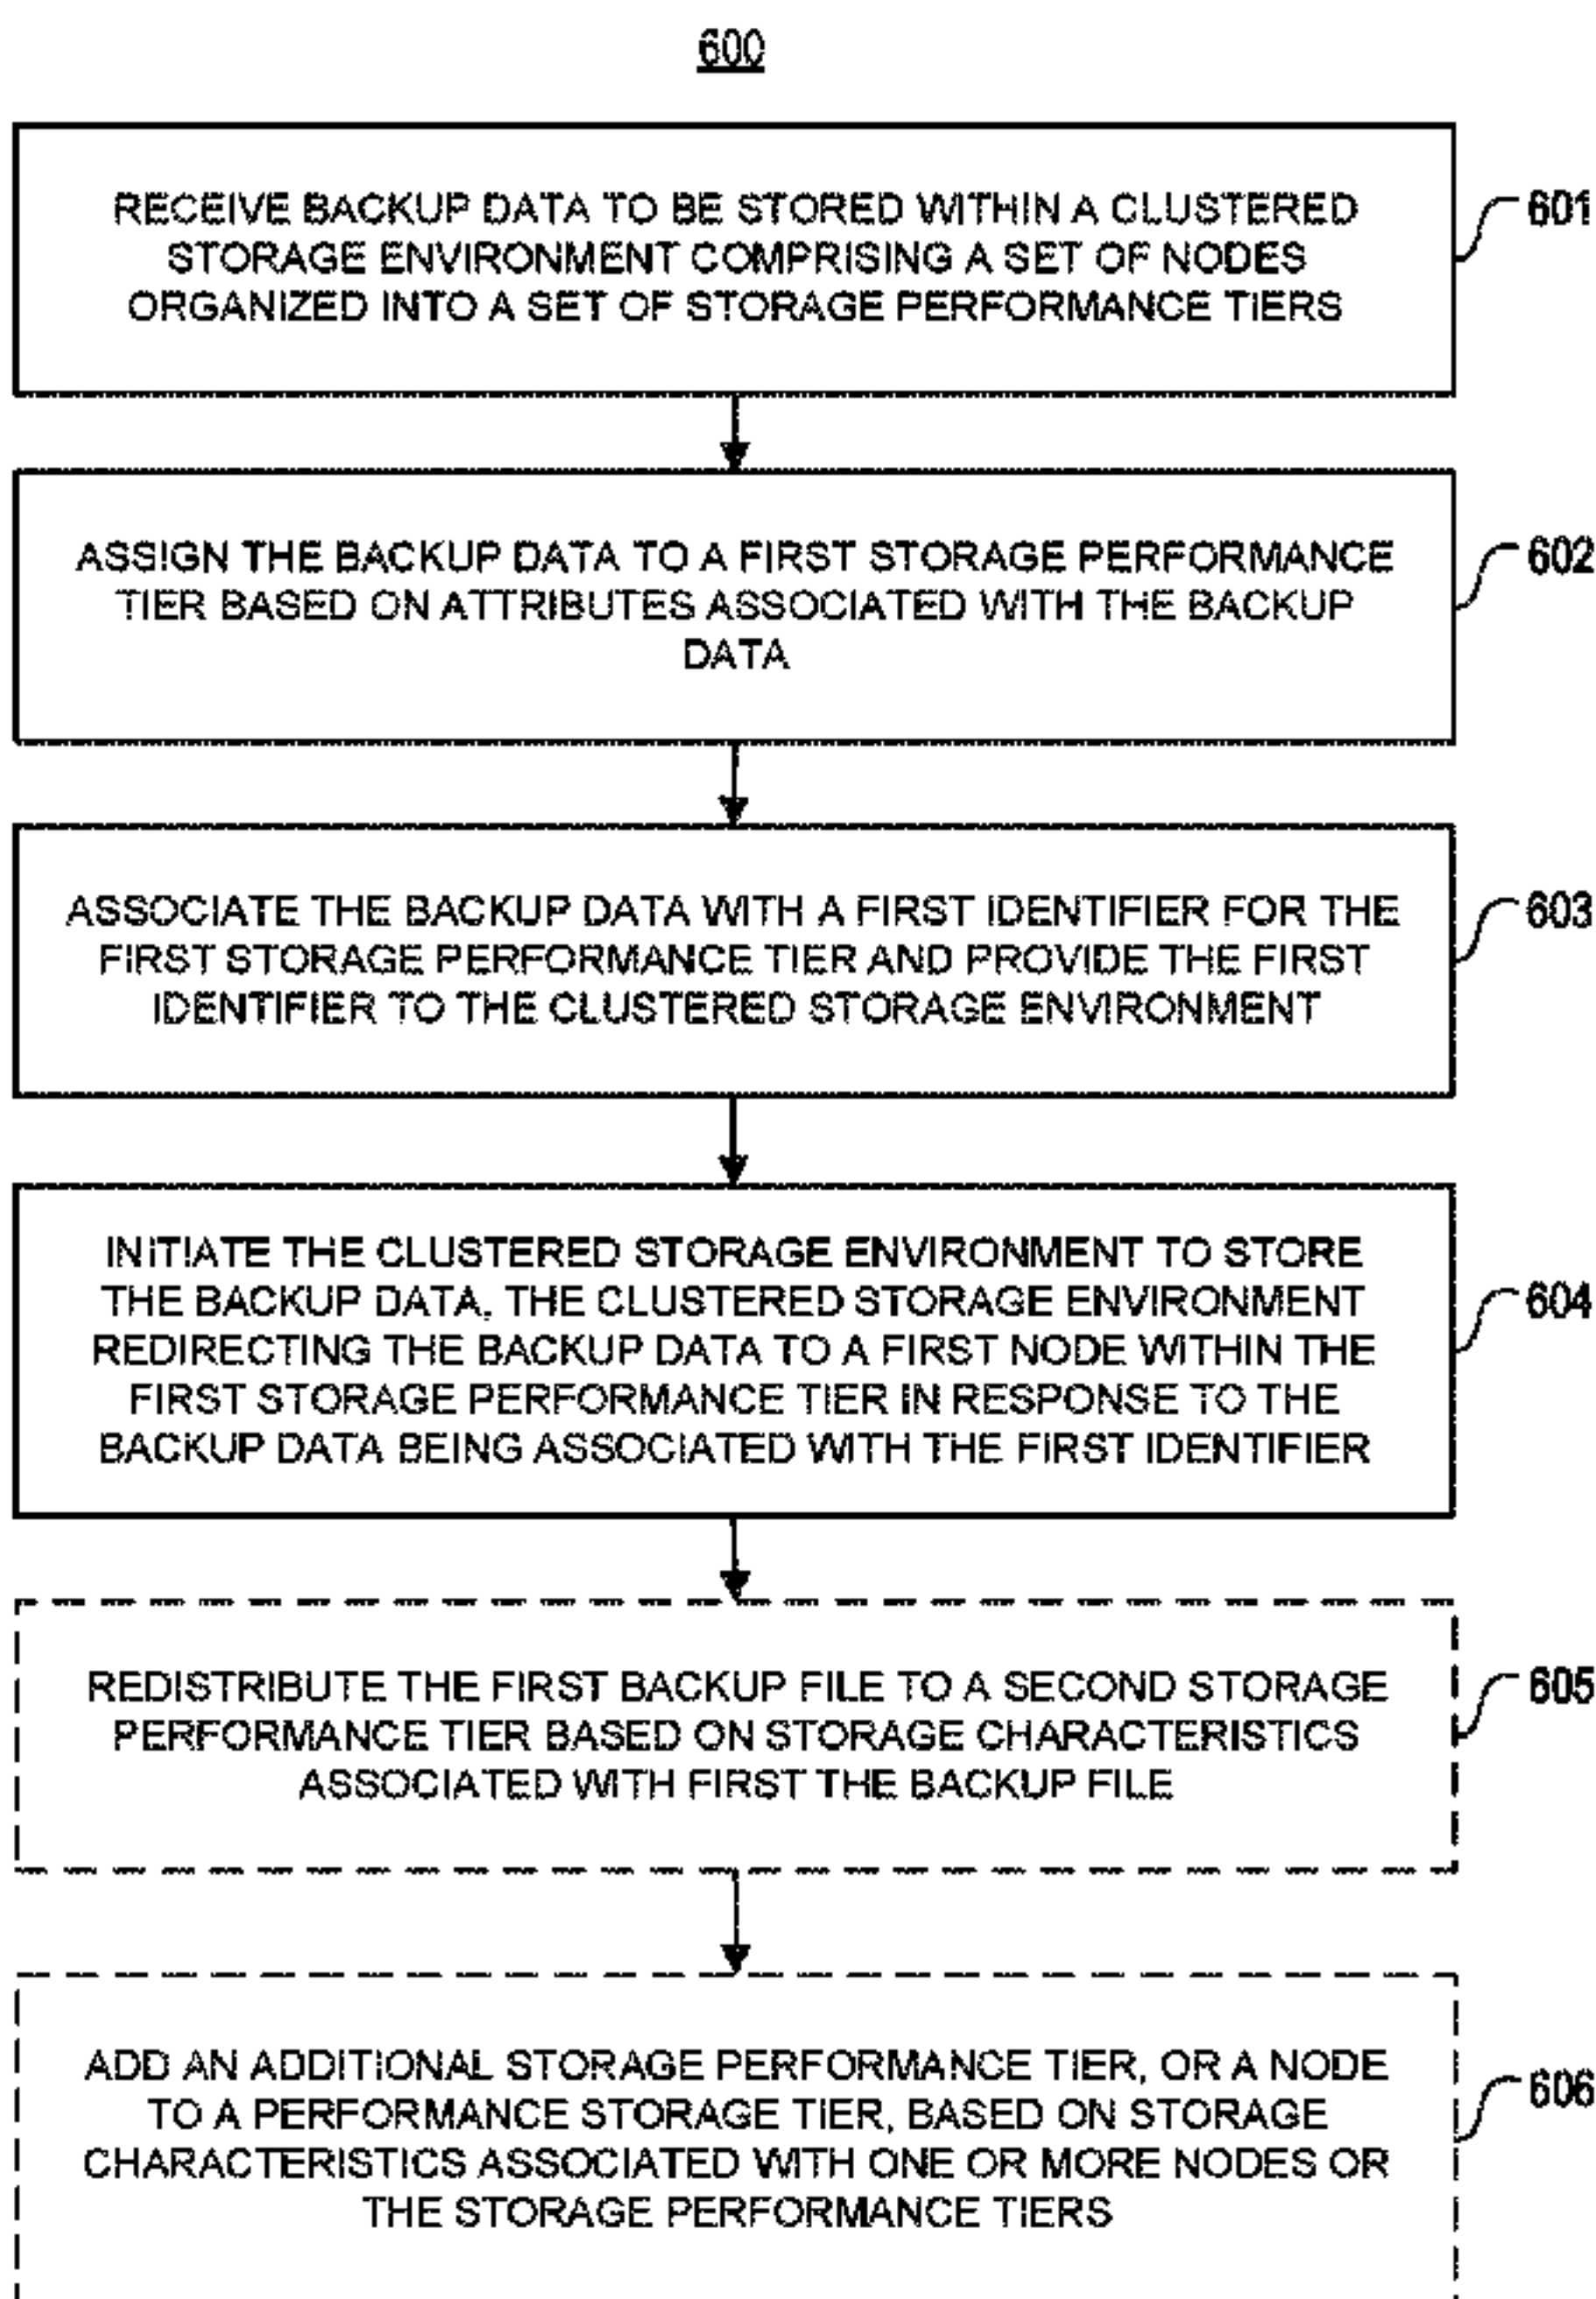 600
RECEIVE BACKUP DATA TO BE STORED WITHIN A CLUSTERED
STORAGE ENVIRONMENT COMPRISING A SET OF NODES
ORGANIZED INTO A SET OF STORAGE PERFORMANCE TIERS
601
ASSIGN THE BACKUP DATA TO A FIRST STORAGE PERFORMANCE
TIER BASED ON ATTRIBUTES ASSOCIATED WITH THE BACKUP
DATA
602
ASSOCIATE THE BACKUP DATA WITH A FIRST IDENTIFIER FOR THE
FIRST STORAGE PERFORMANCE TIER AND PROVIDE THE FIRST
IDENTIFIER TO THE CLUSTERED STORAGE ENVIRONMENT
603
INITIATE THE CLUSTERED STORAGE ENVIRONMENT TO STORE
THE BACKUP DATA, THE CLUSTERED STORAGE ENVIRONMENT
REDIRECTING THE BACKUP DATA TO A FIRST NODE WITHIN THE
FIRST STORAGE PERFORMANCE TIER IN RESPONSE TO THE
BACKUP DATA BEING ASSOCIATED WITH THE FIRST IDENTIFIER
604
REDISTRIBUTE THE FIRST BACKUP FILE TO A SECOND STORAGE
PERFORMANCE TIER BASED ON STORAGE CHARACTERISTICS
ASSOCIATED WITH FIRST THE BACKUP FILE
605
ADD AN ADDITIONAL STORAGE PERFORMANCE TIER, OR A NODE
TO A PERFORMANCE STORAGE TIER, BASED ON STORAGE
CHARACTERISTICS ASSOCIATED WITH ONE OR MORE NODES OR
THE STORAGE PERFORMANCE TIERS
606